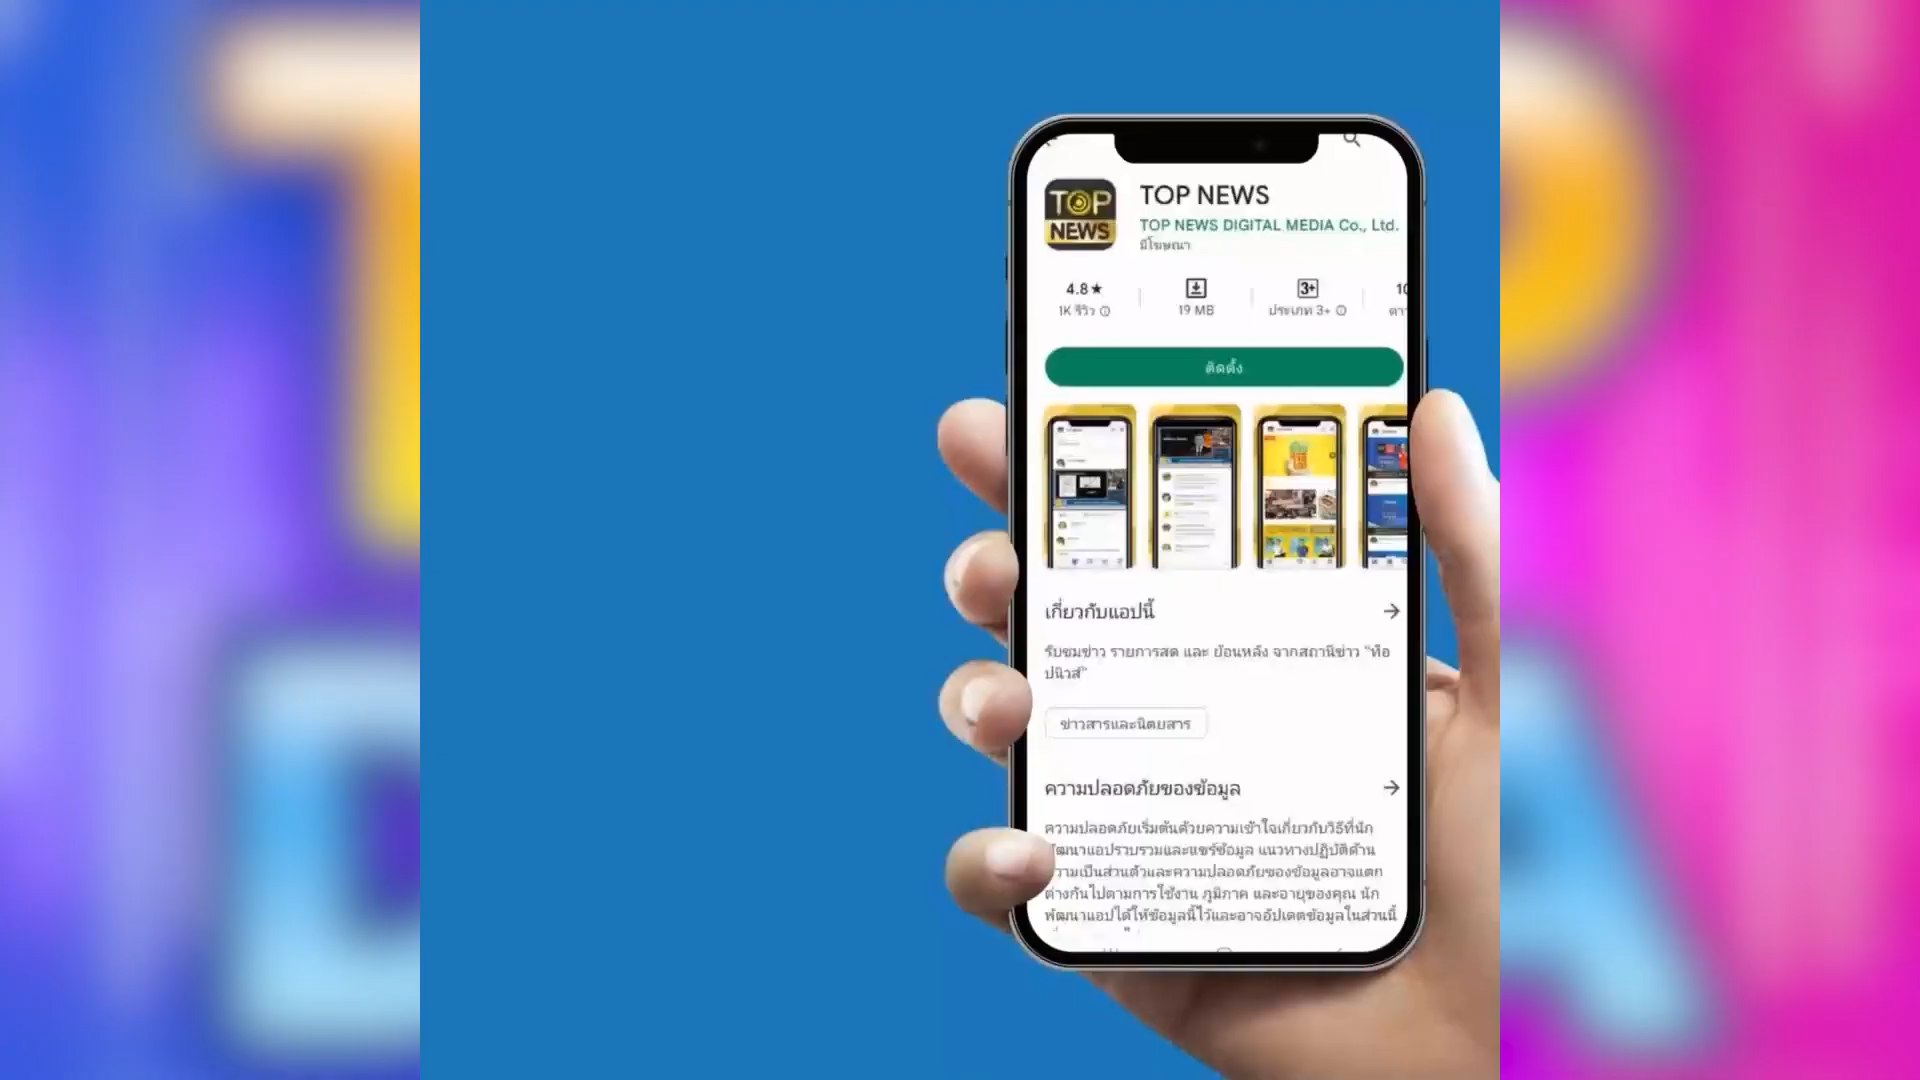 TOP
NEWS
TOP NEWS
TOP NEWS DIGITAL MEDIA Co., Ltd.
มีโฆษณา
4.8★
1K รีวิว
19 MB
3+
ประเภท 3+
10
ติดตั้ง
เกี่ยวกับแอปนี้
รับชมข่าว รายการสด และ ย้อนหลัง จากสถานีข่าว "ท็อ
ปนิวส์"
ข่าวสารและนิตยสาร
ความปลอดภัยของข้อมูล
ความปลอดภัยเริ่มต้นด้วยความเข้าใจเกี่ยวกับวิธีที่นัก
พัฒนาแอปรวบรวมและแชร์ข้อมูล แนวทางปฏิบัติด้าน
ความเป็นส่วนตัวและความปลอดภัยของข้อมูลอาจแตก
ต่างกันไปตามการใช้งาน ภูมิภาค และอายุของคุณ นัก
พัฒนาแอปได้ให้ข้อมูลนี้ไว้และอาจอัปเดตข้อมูลในส่วนนี้